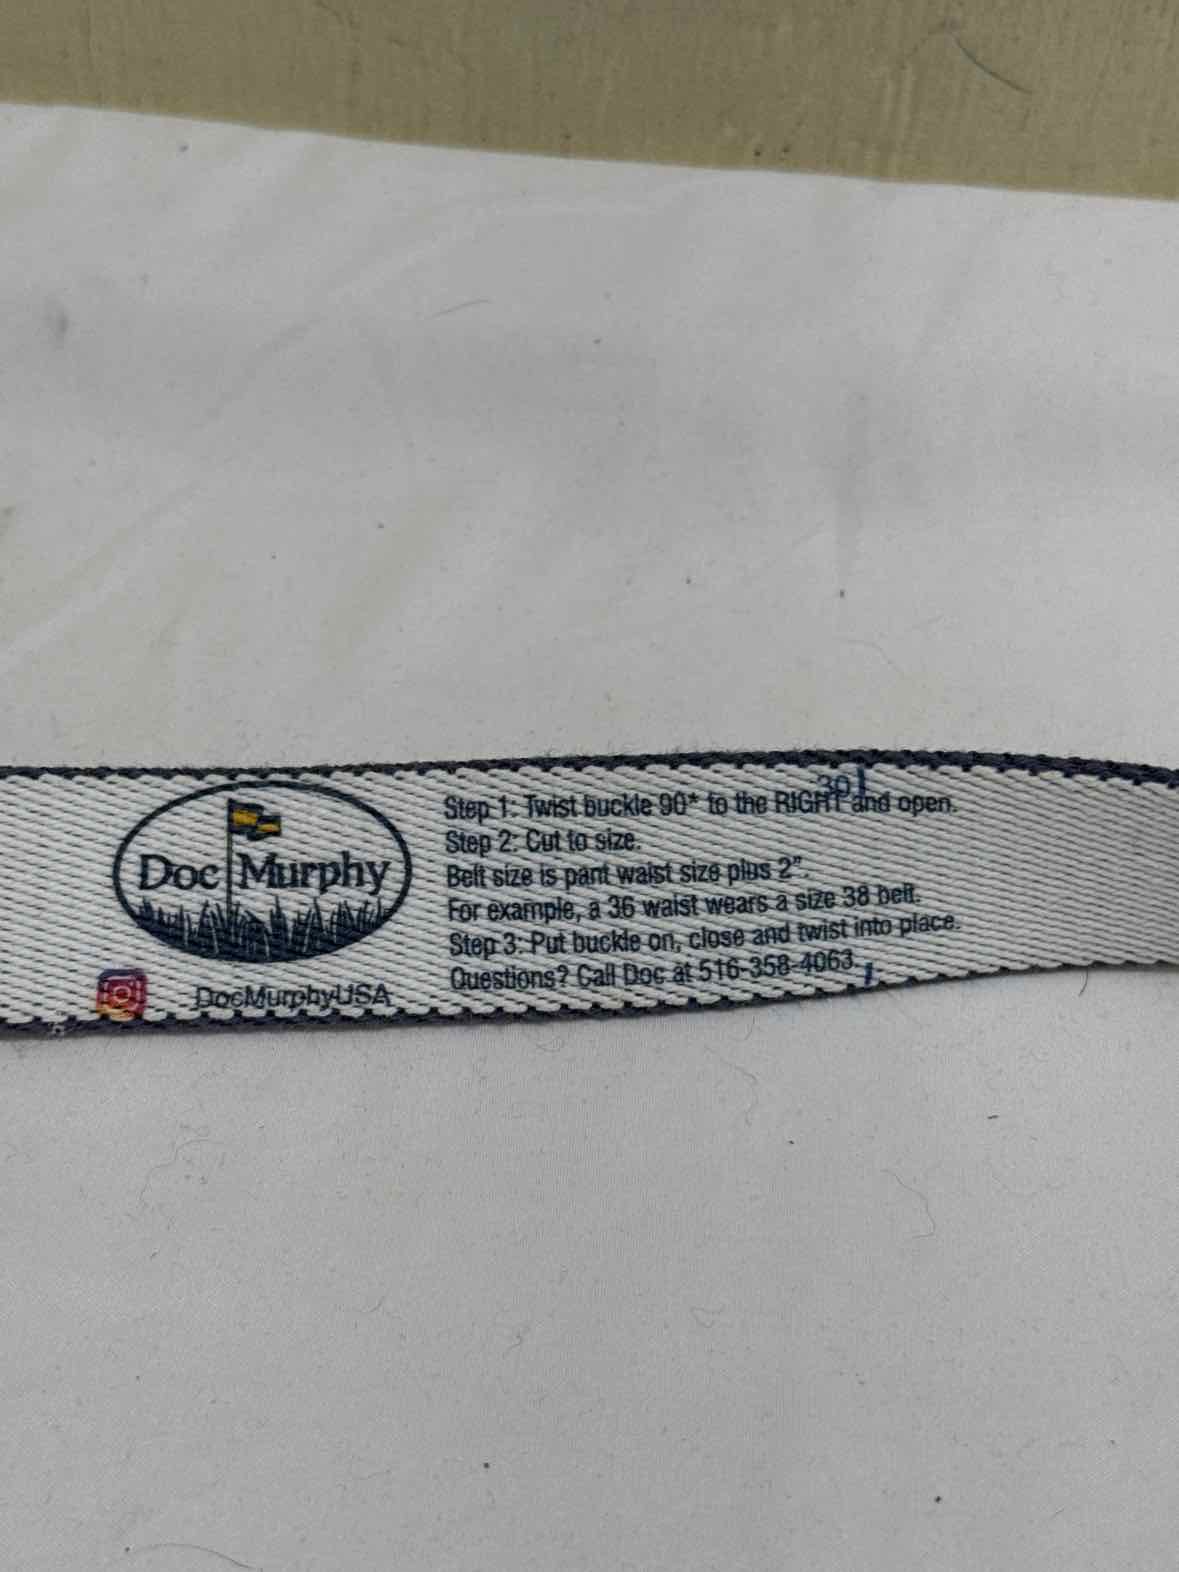 Doc Murphy
DocMurphyUSA
30
Step 1: Twist buckle 90* to the RIGHT and open.
Step 2: Cut to size.
Belt size is pant waist size plus 2".
For example, a 36 waist wears a size 38 belt.
Step 3: Put buckle on, close and twist into place.
Questions? Call Doc at 516-358-4063.